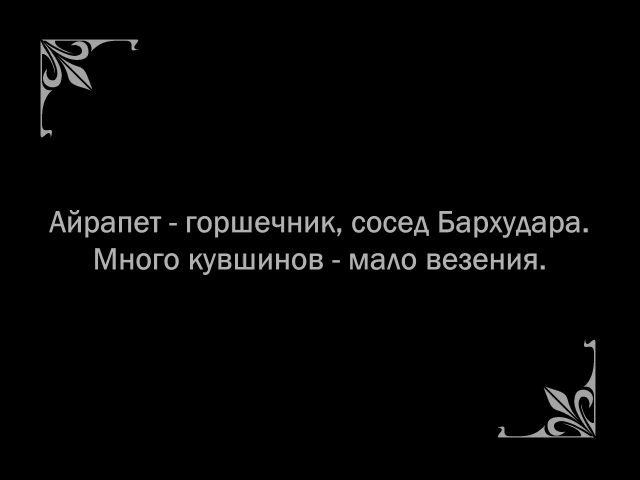 Айрапет - горшечник, сосед Бархудара.
Много кувшинов - мало везения.